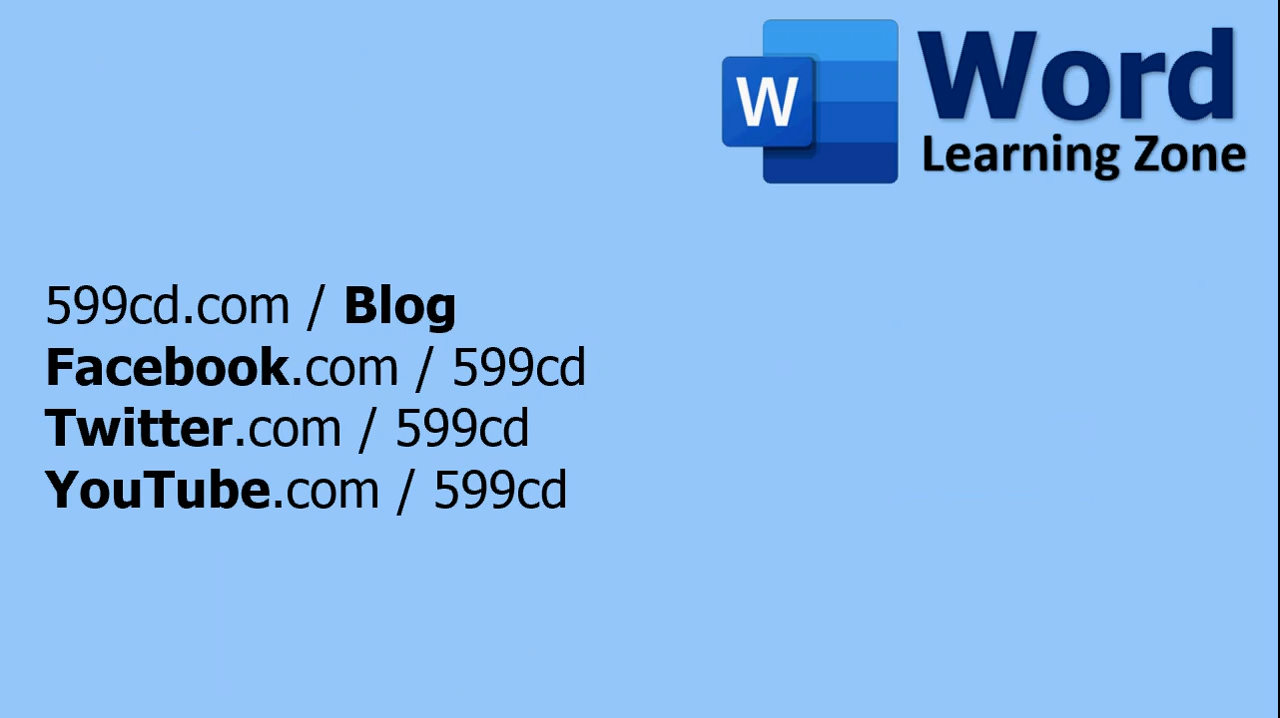 W
Word
Learning Zone
599cd.com / Blog
Facebook.com / 599cd
Twitter.com / 599cd
YouTube.com / 599cd